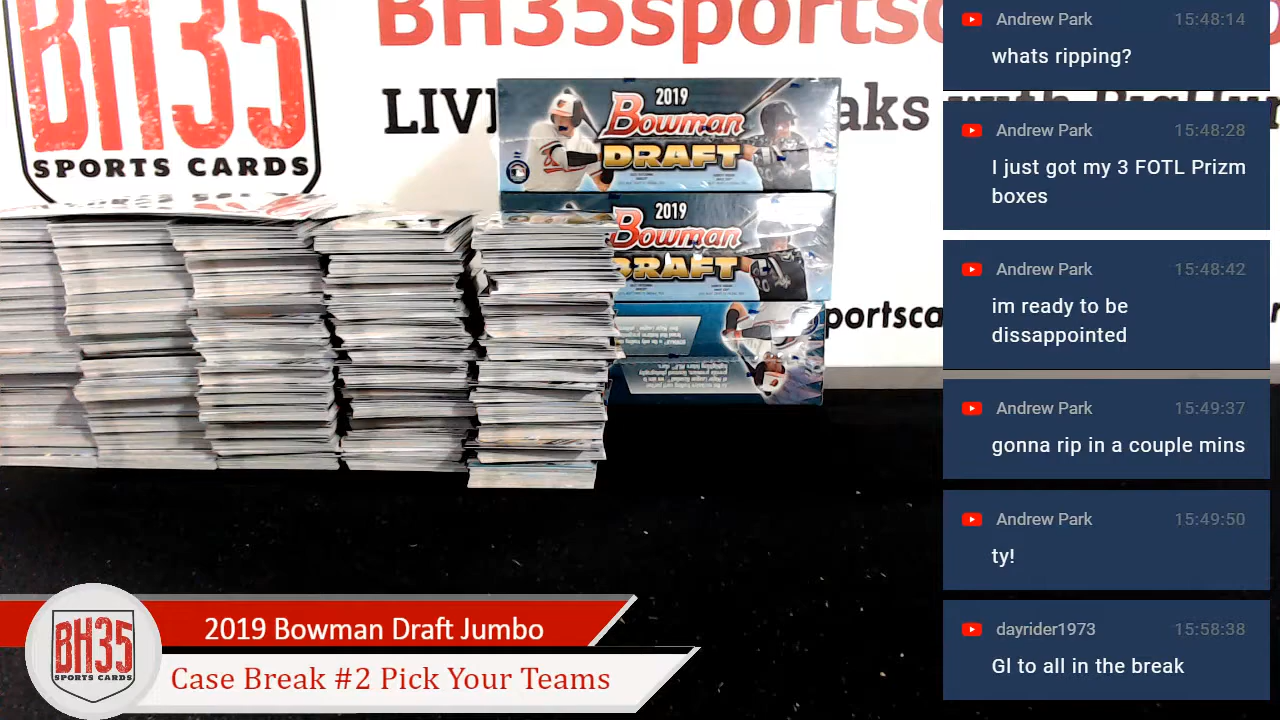 BH35
SPORTS CARDS
BH35sportsc
LIV
aks
portsca
2019
Bowman
DRAFT
2019
Bowman
DRAFT
Andrew Park 15:48:14
whats ripping?
Andrew Park 15:48:28
I just got my 3 FOTL Prizm
boxes
Andrew Park 15:48:42
im ready to be
dissappointed
Andrew Park 15:49:37
gonna rip in a couple mins
Andrew Park 15:49:50
ty!
dayrider1973 15:58:38
Gl to all in the break
BH35
SPORTS CARDS
2019 Bowman Draft Jumbo
Case Break #2 Pick Your Teams